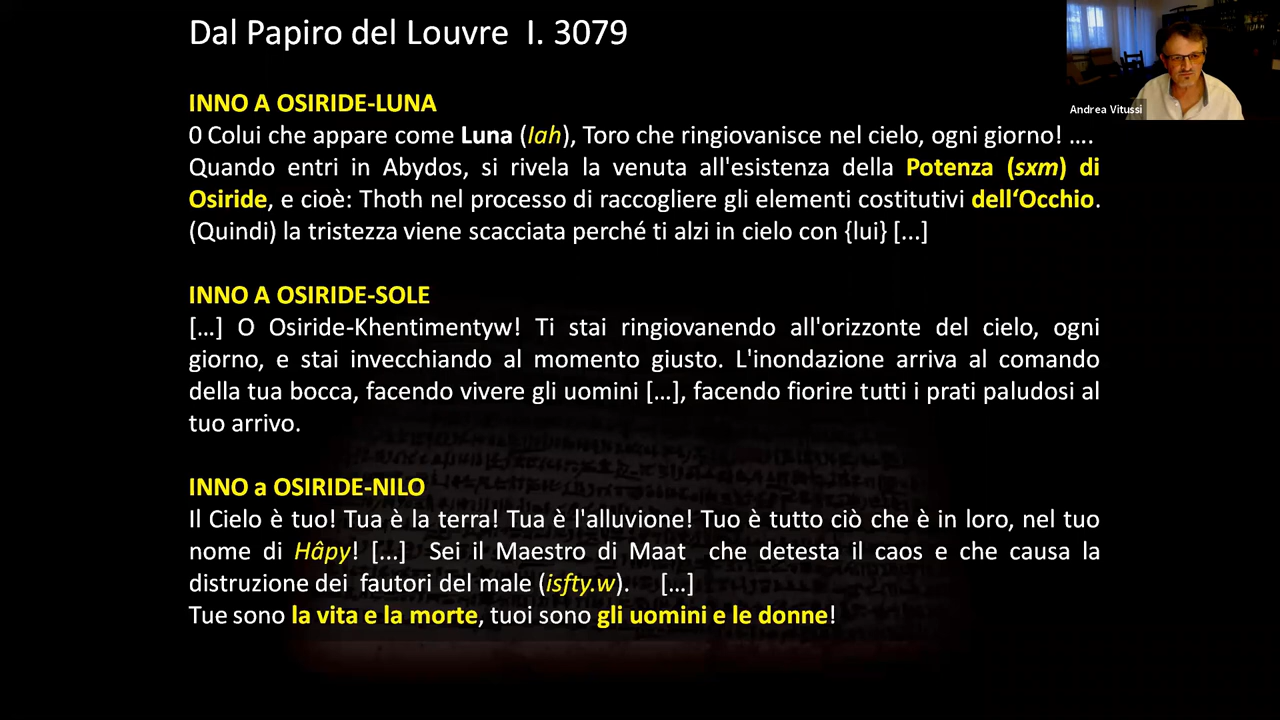 Dal Papiro del Louvre I. 3079
Andrea Vitussi
INNO A OSIRIDE-LUNA
0 Colui che appare come Luna (Iah), Toro che ringiovanisce nel cielo, ogni giorno! ....
Quando entri in Abydos, si rivela la venuta all'esistenza della Potenza (sxm) di
Osiride, e cioè: Thoth nel processo di raccogliere gli elementi costitutivi dell‘Occhio.
(Quindi) la tristezza viene scacciata perché ti alzi in cielo con {lui} [...]
INNO A OSIRIDE-SOLE
[…] O Osiride-Khentimentyw! Ti stai ringiovanendo all'orizzonte del cielo, ogni
giorno, e stai invecchiando al momento giusto. L'inondazione arriva al comando
della tua bocca, facendo vivere gli uomini […], facendo fiorire tutti i prati paludosi al
tuo arrivo.
INNO a OSIRIDE-NILO
Il Cielo è tuo! Tua è la terra! Tua è l'alluvione! Tuo è tutto ciò che è in loro, nel tuo
nome di Hâpy! [...] Sei il Maestro di Maat che detesta il caos e che causa la
distruzione dei fautori del male (isfty.w). […]
Tue sono la vita e la morte, tuoi sono gli uomini e le donne!